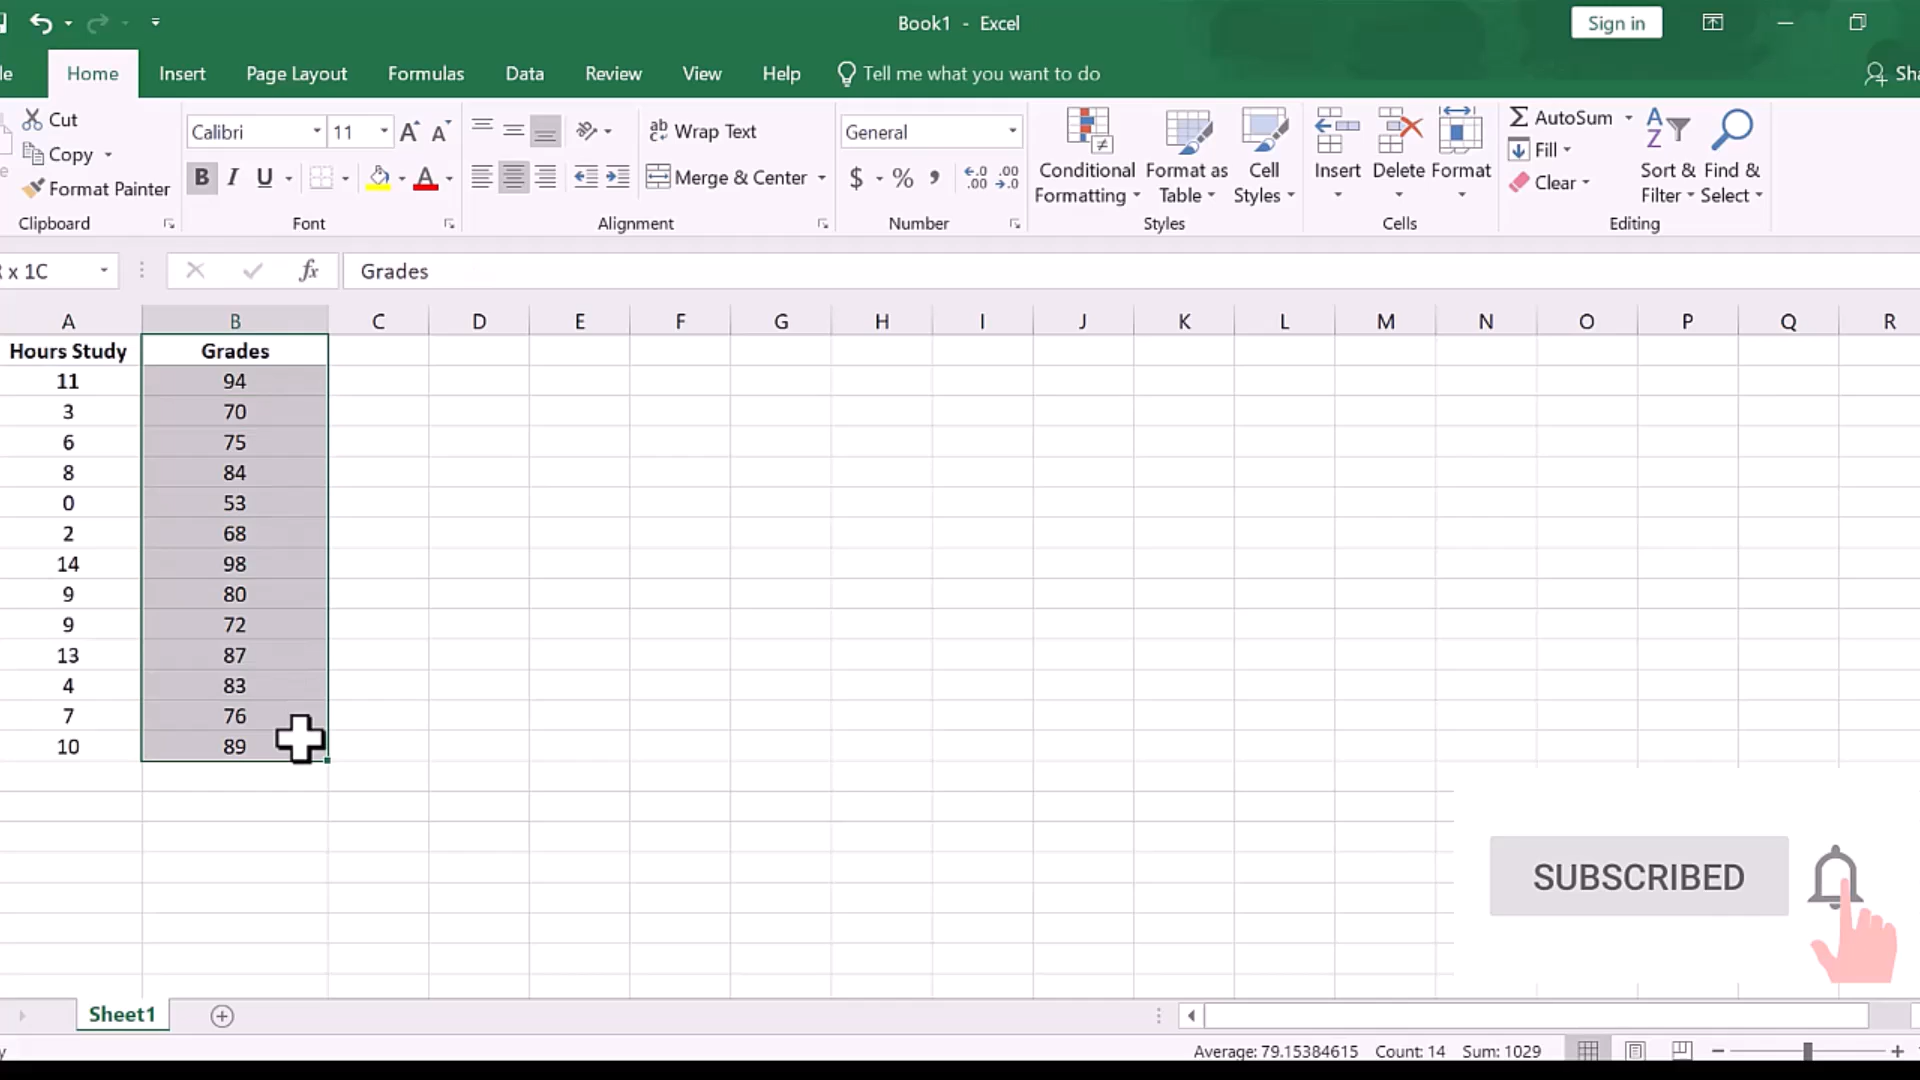 Book1 - Excel
Sign in
Home Insert Page Layout Formulas Data Review View Help Tell me what you want to do
Cut
Copy
Format Painter
Clipboard
Calibri 11
B I U A
Font
Wrap Text
Merge & Center
Alignment
General
$ % ,
Number
Conditional Formatting
Format as Table
Cell Styles
Styles
Insert Delete Format
Cells
AutoSum
Fill
Clear
Sort & Filter
Find & Select
Editing
x 1C
fx
Grades
A B C D E F G H I J K L M N O P Q R
Hours Study Grades
11 94
3 70
6 75
8 84
0 53
2 68
14 98
9 80
9 72
13 87
4 83
7 76
10 89
SUBSCRIBED
Sheet1
Average: 79.15384615 Count: 14 Sum: 1029